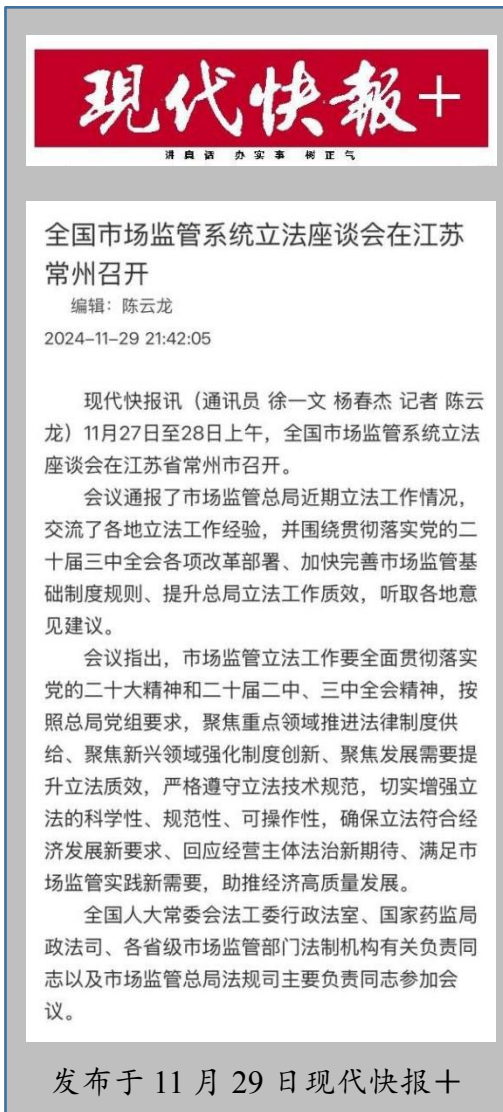 現代快報+
讲真话 办实事 树正气
全国市场监管系统立法座谈会在江苏
常州召开
编辑：陈云龙
2024-11-29 21:42:05
现代快报讯（通讯员 徐一文 杨春杰 记者 陈云
龙）11月27日至28日上午，全国市场监管系统立法
座谈会在江苏省常州市召开。
会议通报了市场监管总局近期立法工作情况，
交流了各地立法工作经验，并围绕贯彻落实党的二
十届三中全会各项改革部署、加快完善市场监管基
础制度规则、提升总局立法工作质效，听取各地意
见建议。
会议指出，市场监管立法工作要全面贯彻落实
党的二十大精神和二十届二中、三中全会精神，按
照总局党组要求，聚焦重点领域推进法律制度供
给、聚焦新兴领域强化制度创新、聚焦发展需要提
升立法质效，严格遵守立法技术规范，切实增强立
法的科学性、规范性、可操作性，确保立法符合经
济发展新要求、回应经营主体法治新期待、满足市
场监管实践新需要，助推经济高质量发展。
全国人大常委会法工委行政法室、国家药监局
政法司、各省级市场监管部门法制机构有关负责同
志以及市场监管总局法规司主要负责同志参加会
议。
发布于 11 月 29 日现代快报＋